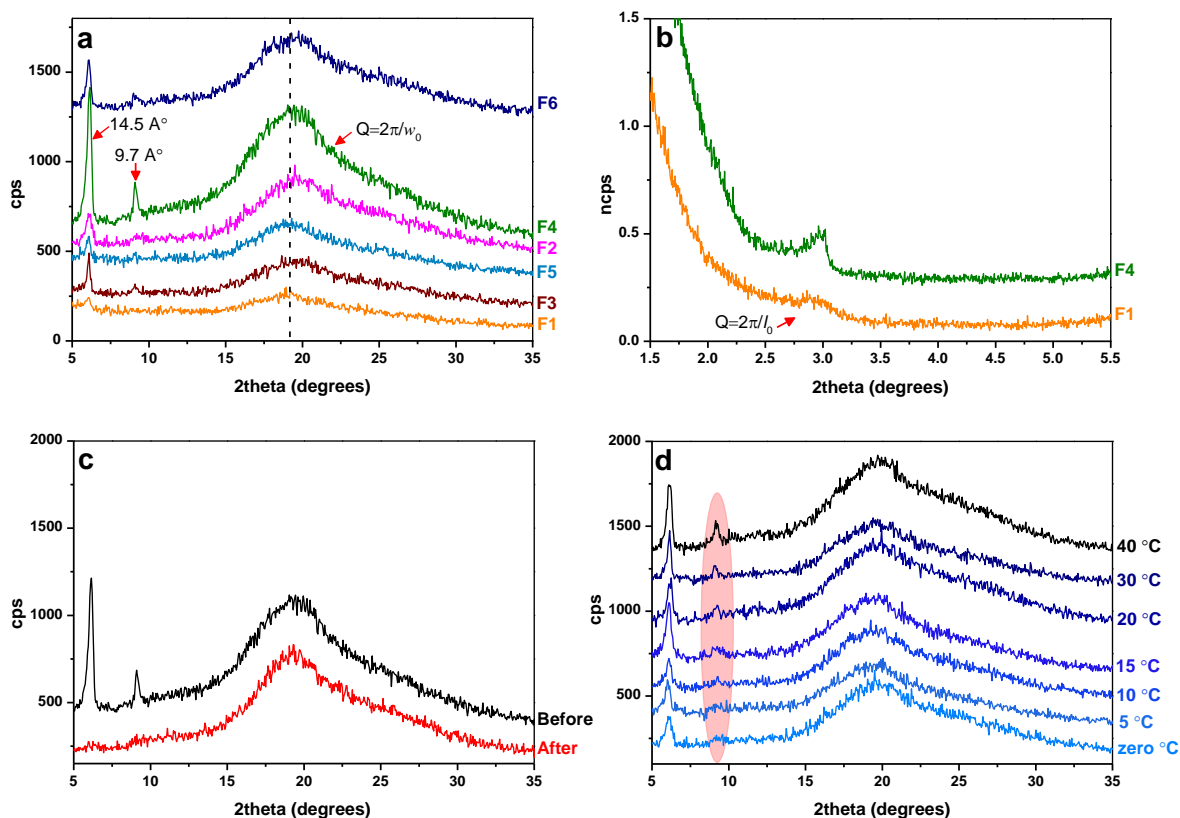 a
1500
1000
500
0
cps
14.5 A°
9.7 A°
Q=2π/w₀
F6
F4
F2
F5
F3
F1
5 10 15 20 25 30 35
2theta (degrees)
b
1.5
1.0
0.5
0.0
ncps
Q=2π/l₀
F4
F1
1.5 2.0 2.5 3.0 3.5 4.0 4.5 5.0 5.5
2theta (degrees)
c
2000
1500
1000
500
cps
Before
After
5 10 15 20 25 30 35
2theta (degrees)
d
2000
1500
1000
500
cps
40 °C
30 °C
20 °C
15 °C
10 °C
5 °C
zero °C
5 10 15 20 25 30 35
2theta (degrees)